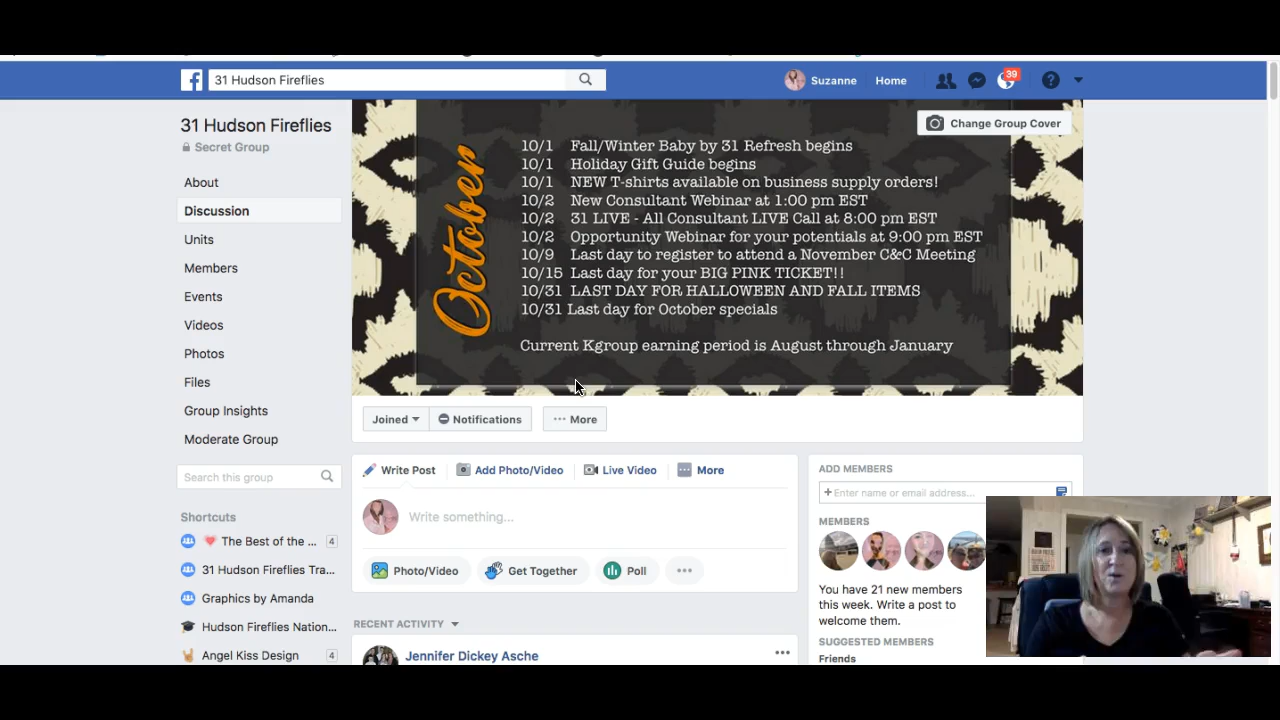 31 Hudson Fireflies
Suzanne
Home
39
31 Hudson Fireflies
Secret Group
About
Discussion
Units
Members
Events
Videos
Photos
Files
Group Insights
Moderate Group
Search this group
Shortcuts
The Best of the ... 4
31 Hudson Fireflies Tra...
Graphics by Amanda
Hudson Fireflies Nation...
Angel Kiss Design 4
Change Group Cover
October
10/1 Fall/Winter Baby by 31 Refresh begins
10/1 Holiday Gift Guide begins
10/1 NEW T-shirts available on business supply orders!
10/2 New Consultant Webinar at 1:00 pm EST
10/2 31 LIVE - All Consultant LIVE Call at 8:00 pm EST
10/2 Opportunity Webinar for your potentials at 9:00 pm EST
10/9 Last day to register to attend a November C&C Meeting
10/15 Last day for your BIG PINK TICKET!!
10/31 LAST DAY FOR HALLOWEEN AND FALL ITEMS
10/31 Last day for October specials
Current Kgroup earning period is August through January
Joined
Notifications
More
Write Post
Add Photo/Video
Live Video
More
Write something...
Photo/Video
Get Together
Poll
RECENT ACTIVITY
Jennifer Dickey Asche
ADD MEMBERS
+ Enter name or email address...
MEMBERS
You have 21 new members
this week. Write a post to
welcome them.
SUGGESTED MEMBERS
Friends